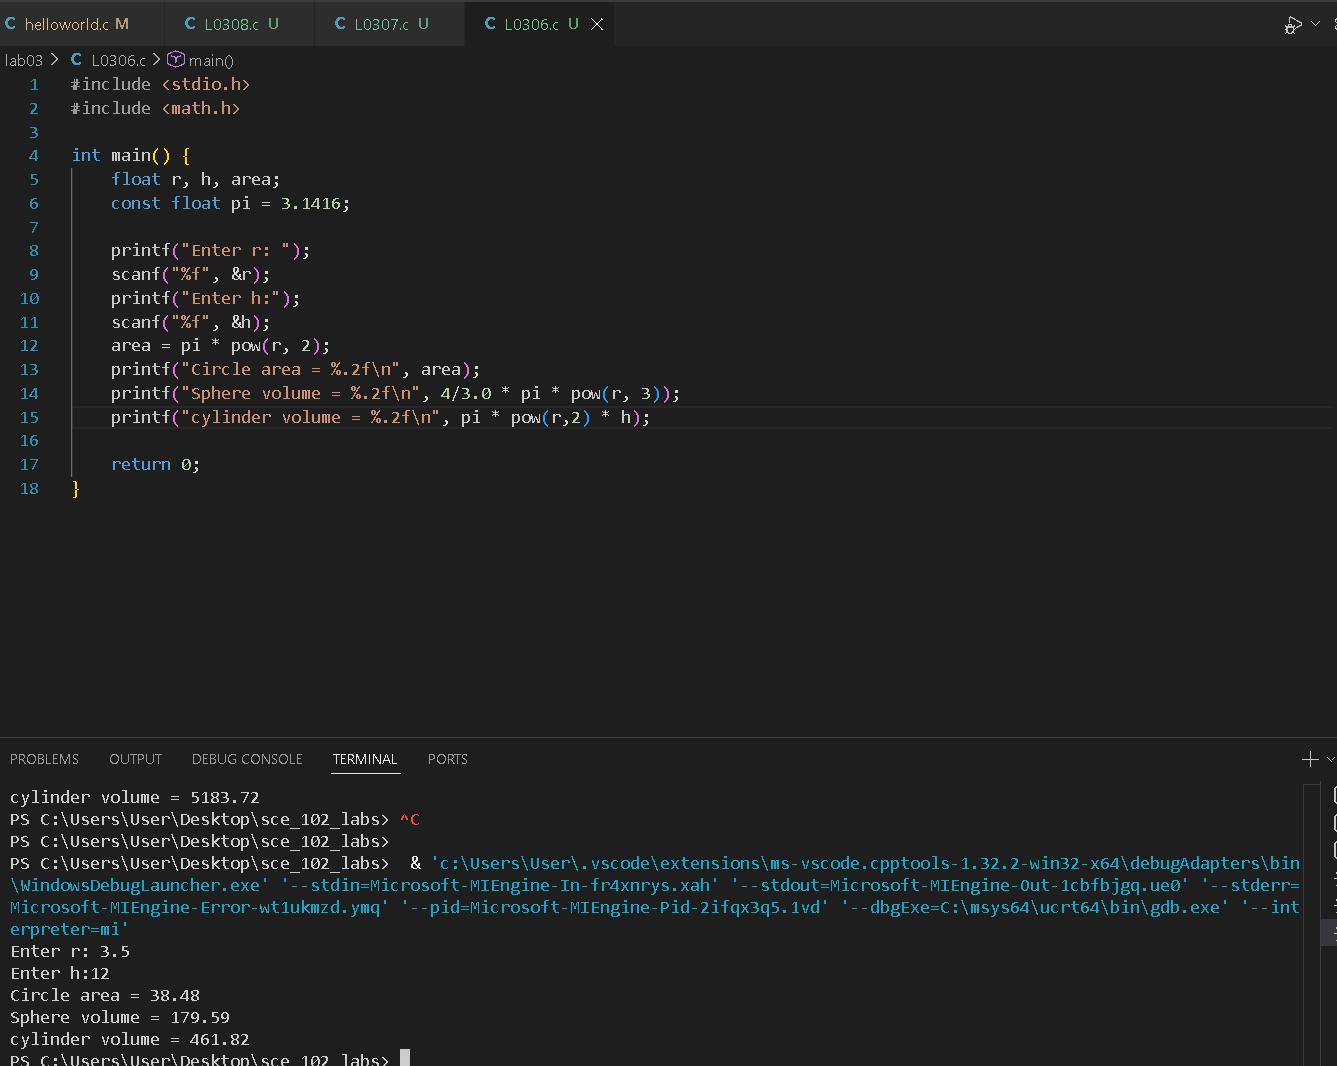 C helloworld.c M C L0308.c U C L0307.c U C L0306.c U
lab03 > C L0306.c > main()
1 #include <stdio.h>
2 #include <math.h>
3
4 int main() {
5 float r, h, area;
6 const float pi = 3.1416;
7
8 printf("Enter r: ");
9 scanf("%f", &r);
10 printf("Enter h:");
11 scanf("%f", &h);
12 area = pi * pow(r, 2);
13 printf("Circle area = %.2f\n", area);
14 printf("Sphere volume = %.2f\n", 4/3.0 * pi * pow(r, 3));
15 printf("cylinder volume = %.2f\n", pi * pow(r,2) * h);
16
17 return 0;
18 }
PROBLEMS OUTPUT DEBUG CONSOLE TERMINAL PORTS
cylinder volume = 5183.72
PS C:\Users\User\Desktop\sce_102_labs> ^C
PS C:\Users\User\Desktop\sce_102_labs>
PS C:\Users\User\Desktop\sce_102_labs> & 'c:\Users\User\.vscode\extensions\ms-vscode.cpptools-1.32.2-win32-x64\debugAdapters\bin
\WindowsDebugLauncher.exe' '--stdin=Microsoft-MIEngine-In-fr4xnrys.xah' '--stdout=Microsoft-MIEngine-Out-1cbfbjgq.ue0' '--stderr=
Microsoft-MIEngine-Error-wt1ukmzd.ymq' '--pid=Microsoft-MIEngine-Pid-2ifqx3q5.1vd' '--dbgExe=C:\msys64\ucrt64\bin\gdb.exe' '--int
erpreter=mi'
Enter r: 3.5
Enter h:12
Circle area = 38.48
Sphere volume = 179.59
cylinder volume = 461.82
PS C:\Users\User\Desktop\sce_102_labs>